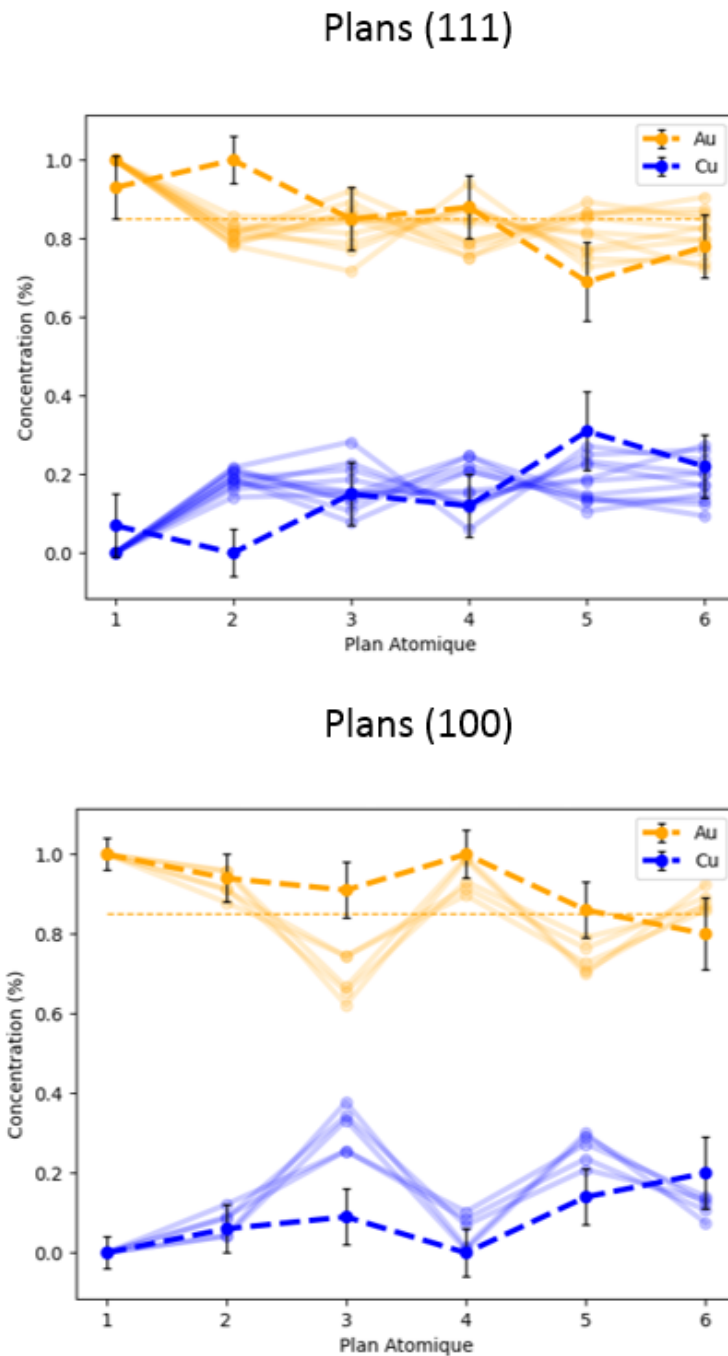 Plans (111)
Au
Cu
1.0
0.8
0.6
0.4
0.2
0.0
Concentration (%)
1 2 3 4 5 6
Plan Atomique
Plans (100)
Au
Cu
1.0
0.8
0.6
0.4
0.2
0.0
Concentration (%)
1 2 3 4 5 6
Plan Atomique